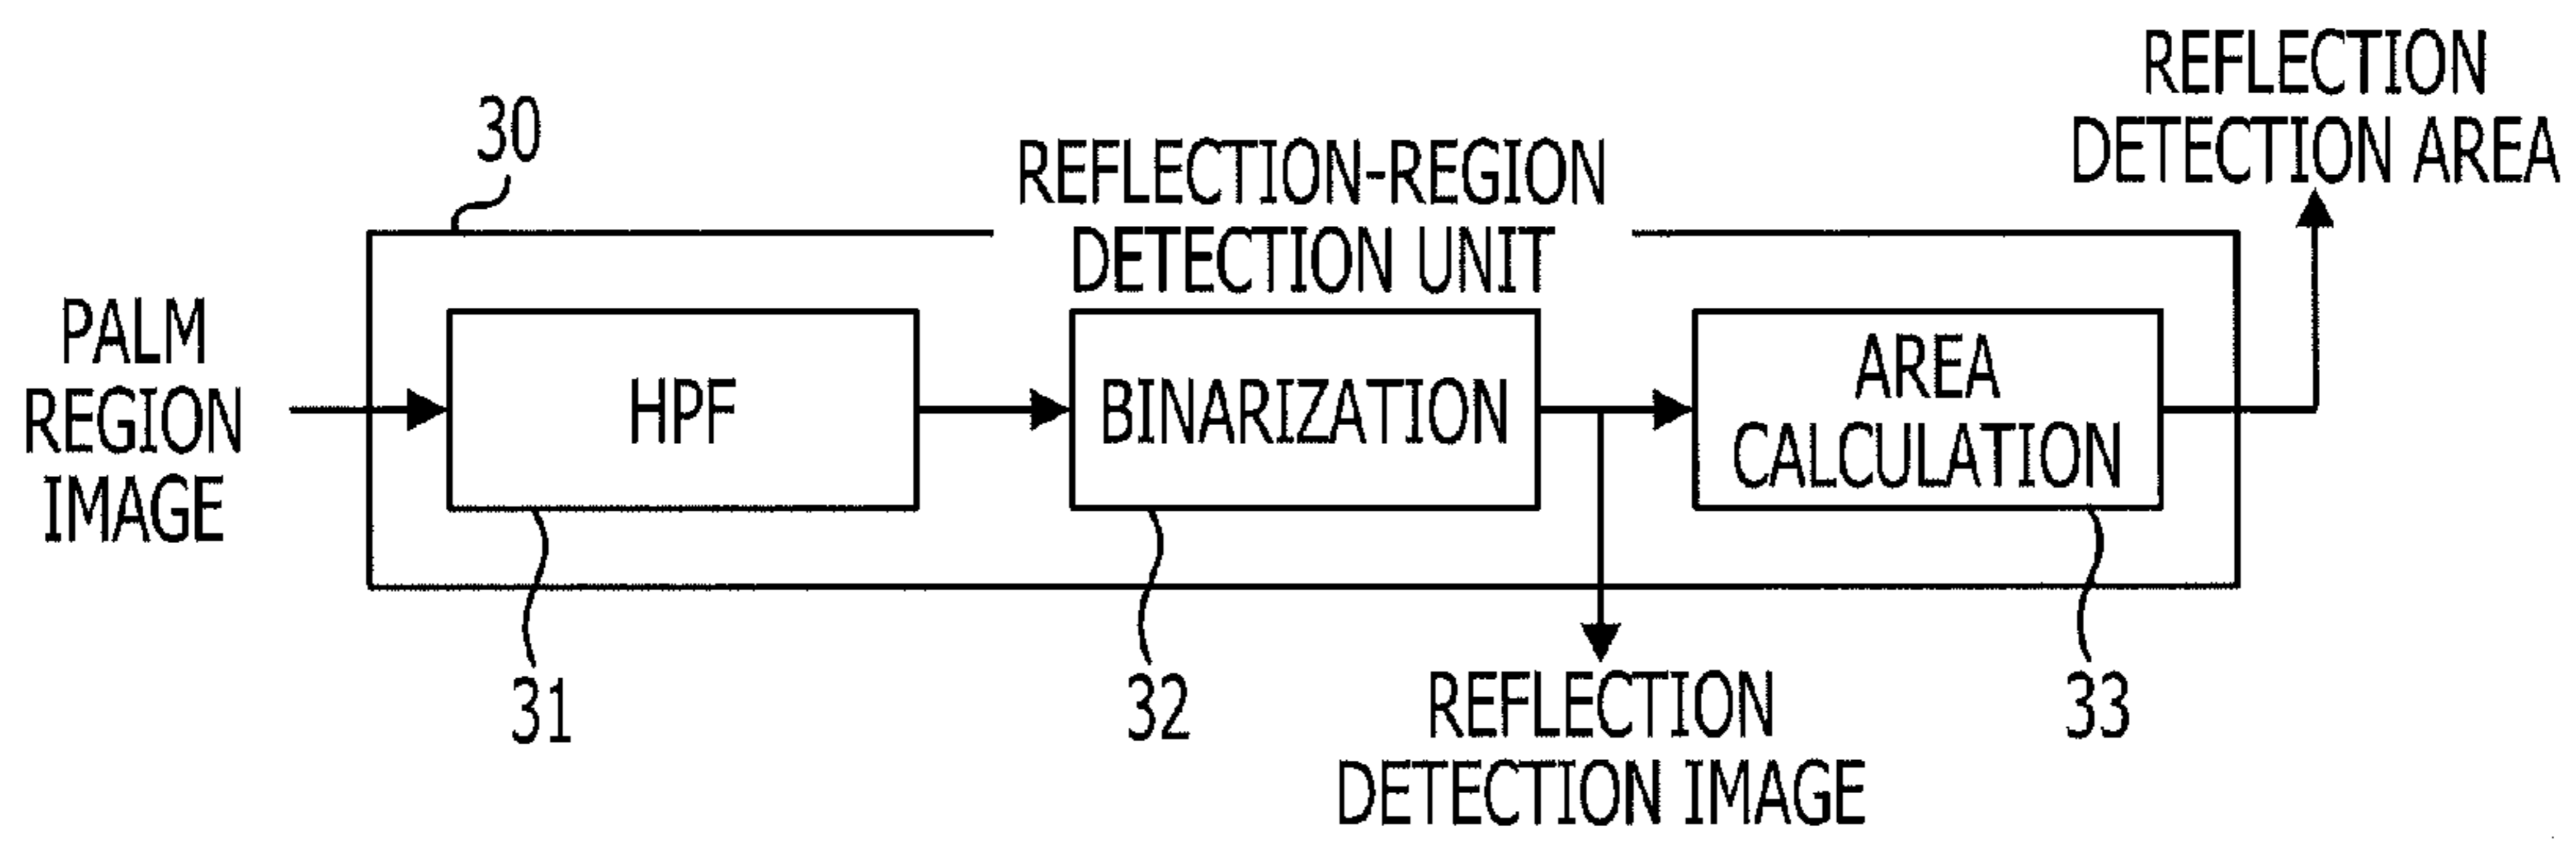 REFLECTION
DETECTION AREA
30
REFLECTION-REGION
DETECTION UNIT
PALM
REGION
IMAGE
HPF
BINARIZATION
AREA
CALCULATION
31
32
33
REFLECTION
DETECTION IMAGE